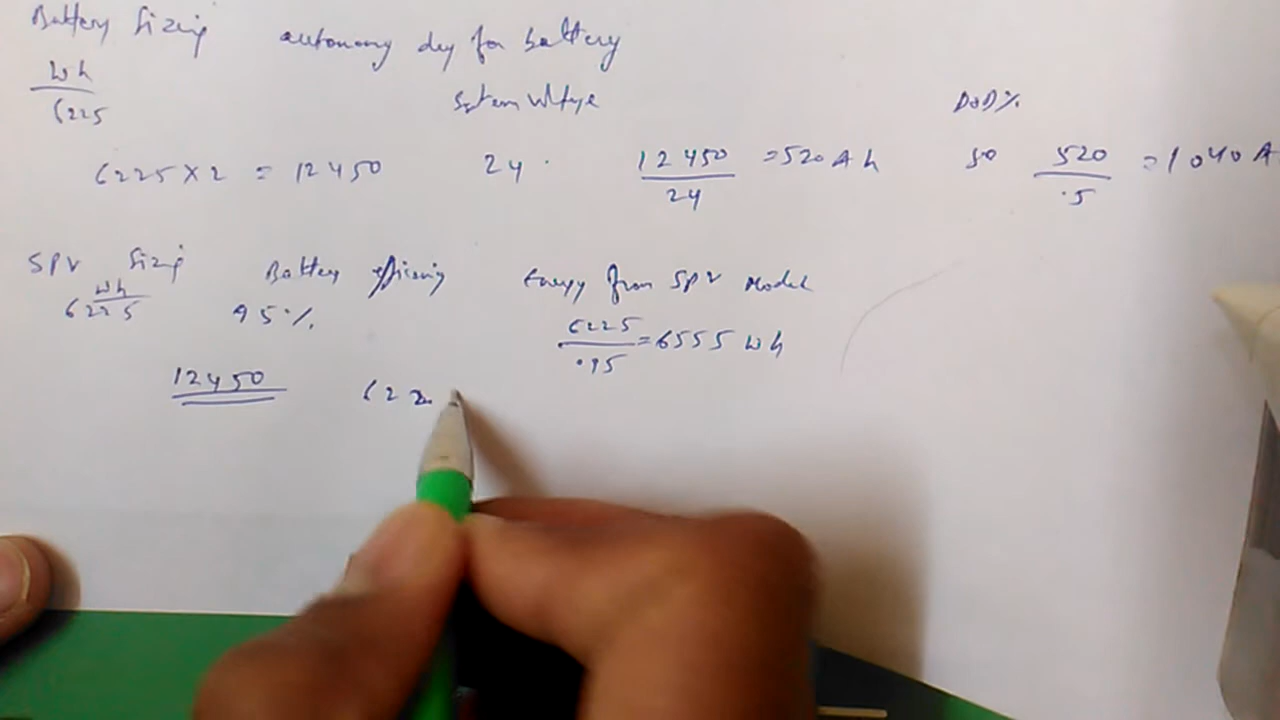 Battery Sizing autonomy day for battery
Wh System Voltage DOD%
6225
6225 x 2 = 12450 24 12450 = 520 Ah 50 520 = 1040 A
24 .5
SPV Sizing Battery efficiency Energy from SPV Model
Wh
6225 95% 6225 = 6555 Wh
.95
12450 622